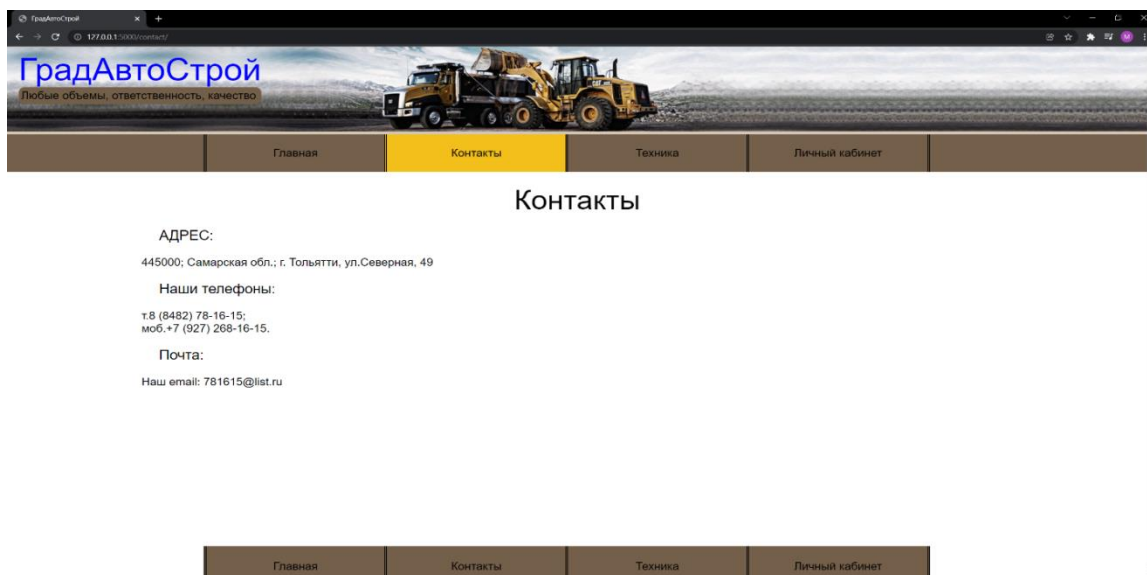 ГрадАвтоСтрой
127.0.0.1:5000/contact/
ГрадАвтоСтрой
Любые объемы, ответственность, качество
Главная
Контакты
Техника
Личный кабинет
Контакты
АДРЕС:
445000; Самарская обл.; г. Тольятти, ул.Северная, 49
Наши телефоны:
т.8 (8482) 78-16-15;
моб.+7 (927) 268-16-15.
Почта:
Наш email: 781615@list.ru
Главная
Контакты
Техника
Личный кабинет